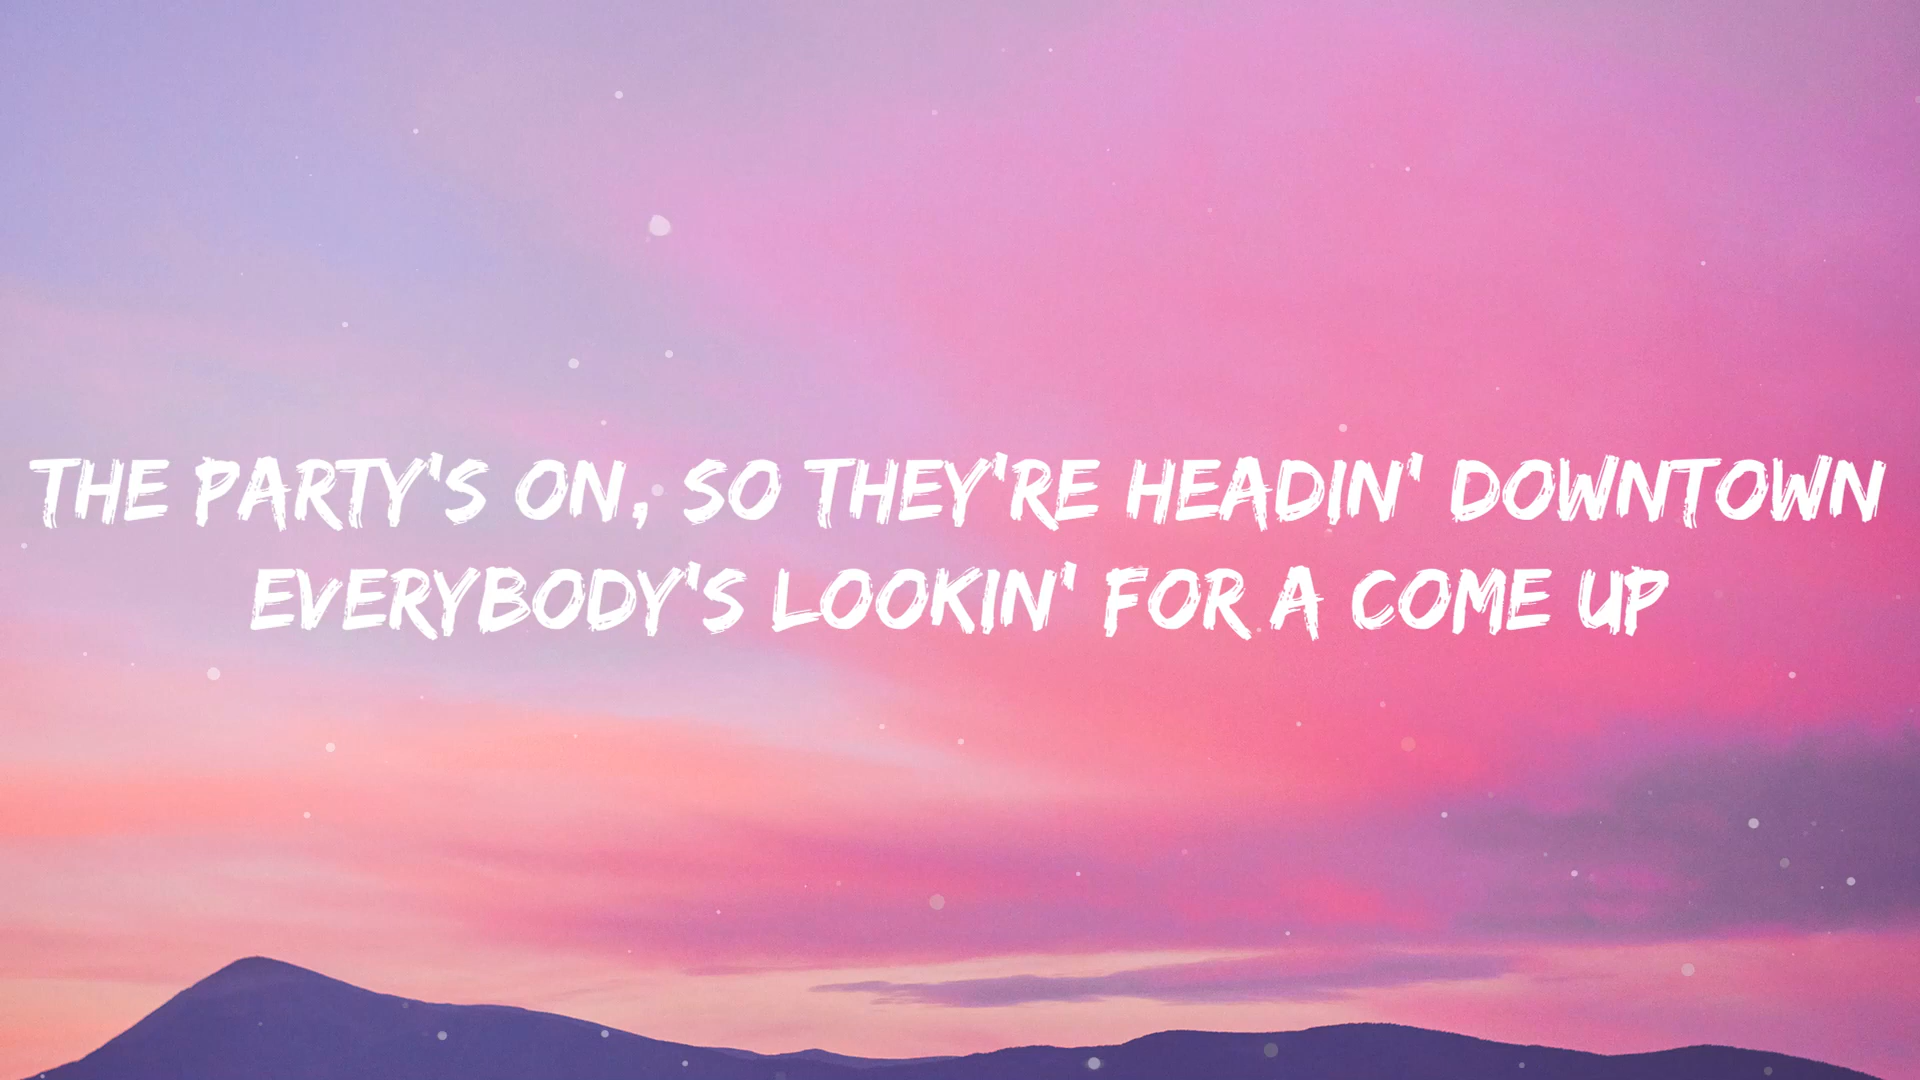 THE PARTY'S ON, SO THEY'RE HEADIN' DOWNTOWN
EVERYBODY'S LOOKIN' FOR A COME UP